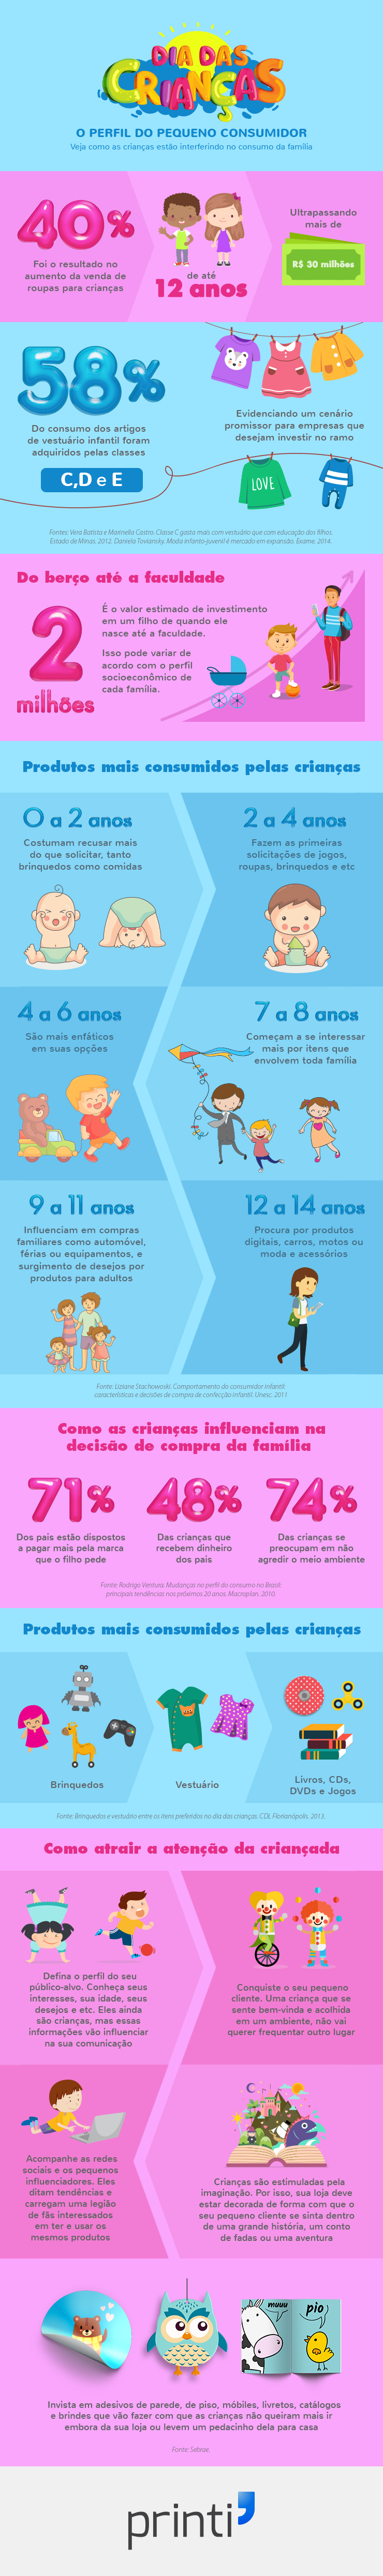 DIA DAS
CRIANÇAS
O PERFIL DO PEQUENO CONSUMIDOR
Veja como as crianças estão interferindo no consumo da família
40%
Foi o resultado no
aumento da venda de
roupas para crianças
de até
12 anos
Ultrapassando
mais de
R$ 30 milhões
58%
Do consumo dos artigos
de vestuário infantil foram
adquiridos pelas classes
C,D e E
Evidenciando um cenário
promissor para empresas que
desejam investir no ramo
LOVE
Fontes: Vera Batista e Marinella Castro. Classe C gasta mais com vestuário que com educação dos filhos.
Estado de Minas. 2012. Daniela Toviansky. Moda infanto-juvenil é mercado em expansão. Exame. 2014.
Do berço até a faculdade
2
milhões
É o valor estimado de investimento
em um filho de quando ele
nasce até a faculdade.
Isso pode variar de
acordo com o perfil
socioeconômico de
cada família.
Produtos mais consumidos pelas crianças
0 a 2 anos
Costumam recusar mais
do que solicitar, tanto
brinquedos como comidas
2 a 4 anos
Fazem as primeiras
solicitações de jogos,
roupas, brinquedos e etc
4 a 6 anos
São mais enfáticos
em suas opções
7 a 8 anos
Começam a se interessar
mais por itens que
envolvem toda família
9 a 11 anos
Influenciam em compras
familiares como automóvel,
férias ou equipamentos, e
surgimento de desejos por
produtos para adultos
12 a 14 anos
Procura por produtos
digitais, carros, motos ou
moda e acessórios
Fonte: Liziane Stachowoski. Comportamento do consumidor infantil:
características e decisões de compra de confecção infantil. Unesc. 2011
Como as crianças influenciam na
decisão de compra da família
71%
Dos pais estão dispostos
a pagar mais pela marca
que o filho pede
48%
Das crianças que
recebem dinheiro
dos pais
74%
Das crianças se
preocupam em não
agredir o meio ambiente
Fonte: Rodrigo Ventura. Mudanças no perfil do consumo no Brasil:
principais tendências nos próximos 20 anos. Macroplan. 2010.
Produtos mais consumidos pelas crianças
Brinquedos
Vestuário
Livros, CDs,
DVDs e Jogos
Fonte: Brinquedos e vestuário entre os itens preferidos no dia das crianças. CDL Florianópolis. 2013.
Como atrair a atenção da criançada
Defina o perfil do seu
público-alvo. Conheça seus
interesses, sua idade, seus
desejos e etc. Eles ainda
são crianças, mas essas
informações vão influenciar
na sua comunicação
Conquiste o seu pequeno
cliente. Uma criança que se
sente bem-vinda e acolhida
em um ambiente, não vai
querer frequentar outro lugar
Acompanhe as redes
sociais e os pequenos
influenciadores. Eles
ditam tendências e
carregam uma legião
de fãs interessados
em ter e usar os
mesmos produtos
Crianças são estimuladas pela
imaginação. Por isso, sua loja deve
estar decorada de forma com que o
seu pequeno cliente se sinta dentro
de uma grande história, um conto
de fadas ou uma aventura
muuu
pio
Invista em adesivos de parede, de piso, móbiles, livretos, catálogos
e brindes que vão fazer com que as crianças não queiram mais ir
embora da sua loja ou levem um pedacinho dela para casa
Fonte: Sebrae.
printi